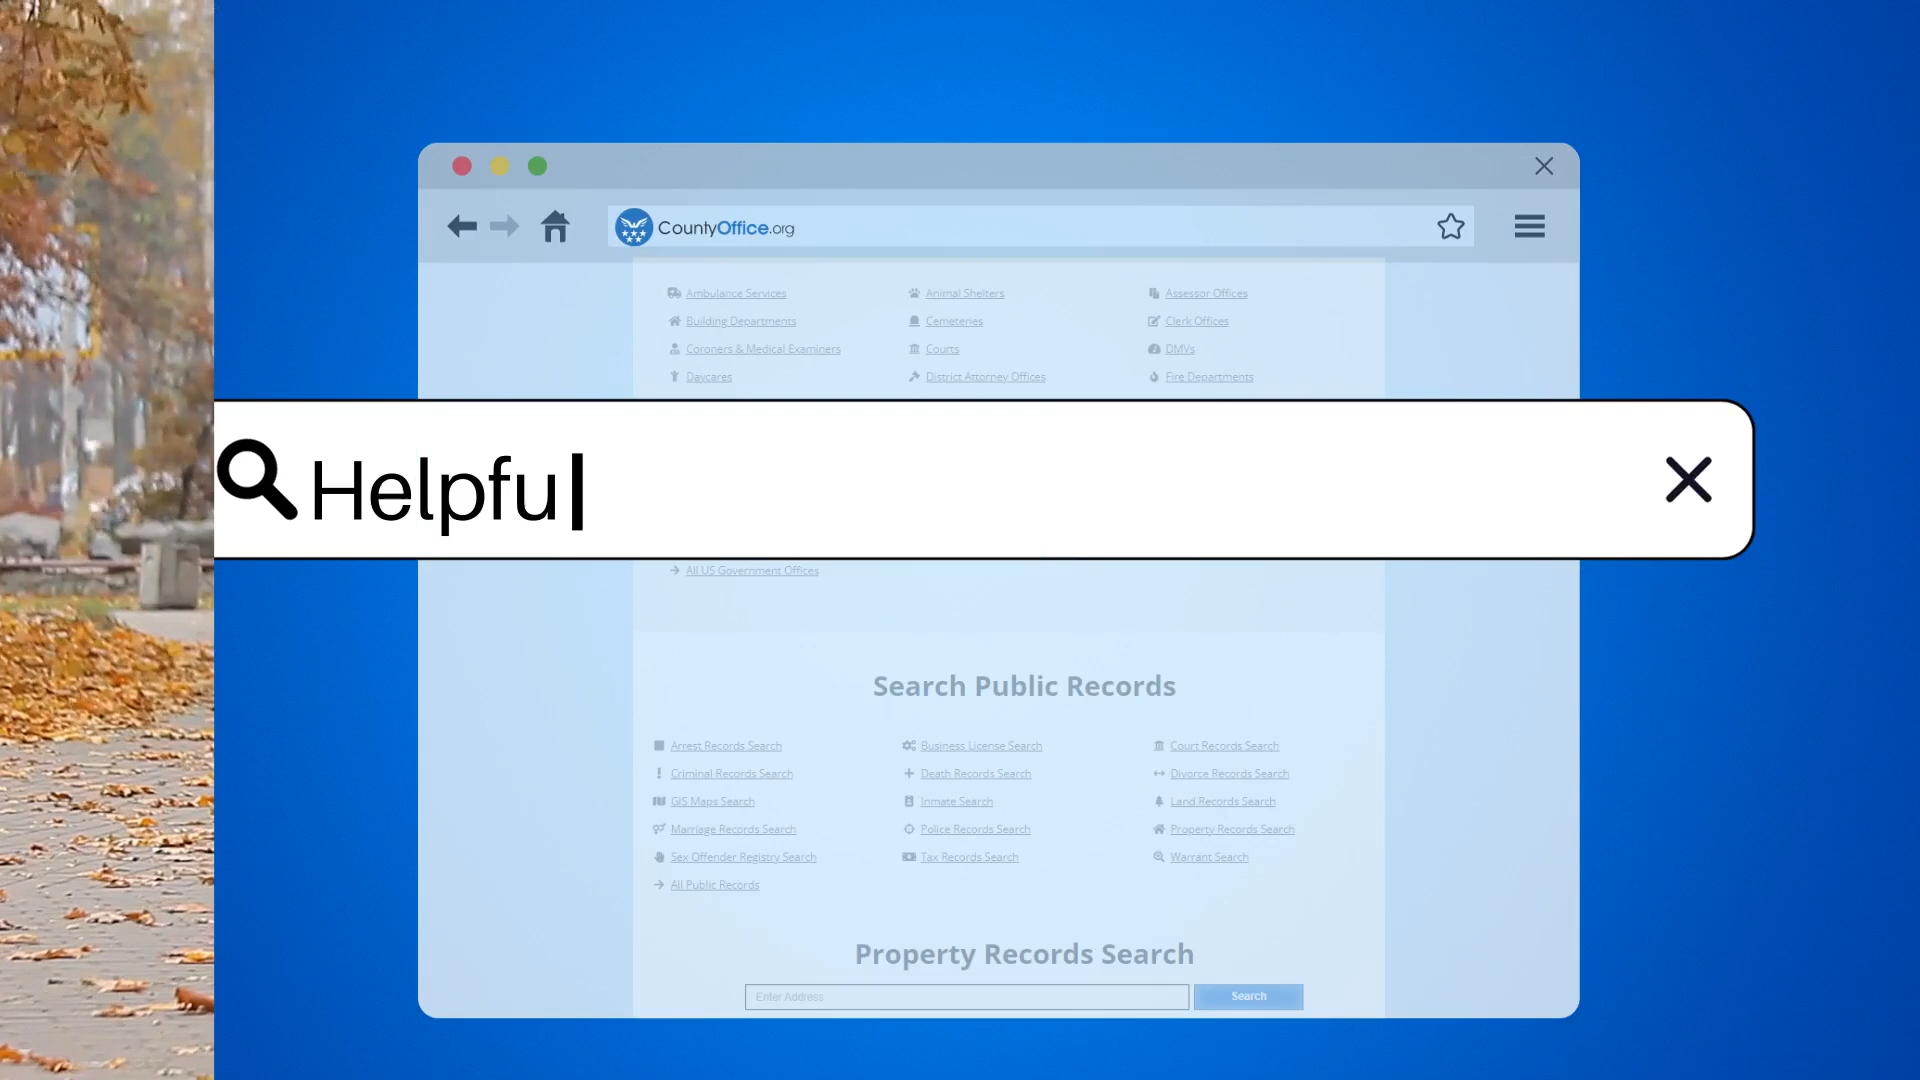 CountyOffice.org
Ambulance Services Animal Shelters Assessor Offices
Building Departments Cemeteries Clerk Offices
Coroners & Medical Examiners Courts DMVs
Daycares District Attorney Offices Fire Departments
Helpfu
All US Government Offices
Search Public Records
Arrest Records Search Business License Search Court Records Search
Criminal Records Search Death Records Search Divorce Records Search
GIS Maps Search Inmate Search Land Records Search
Marriage Records Search Police Records Search Property Records Search
Sex Offender Registry Search Tax Records Search Warrant Search
All Public Records
Property Records Search
Enter Address Search